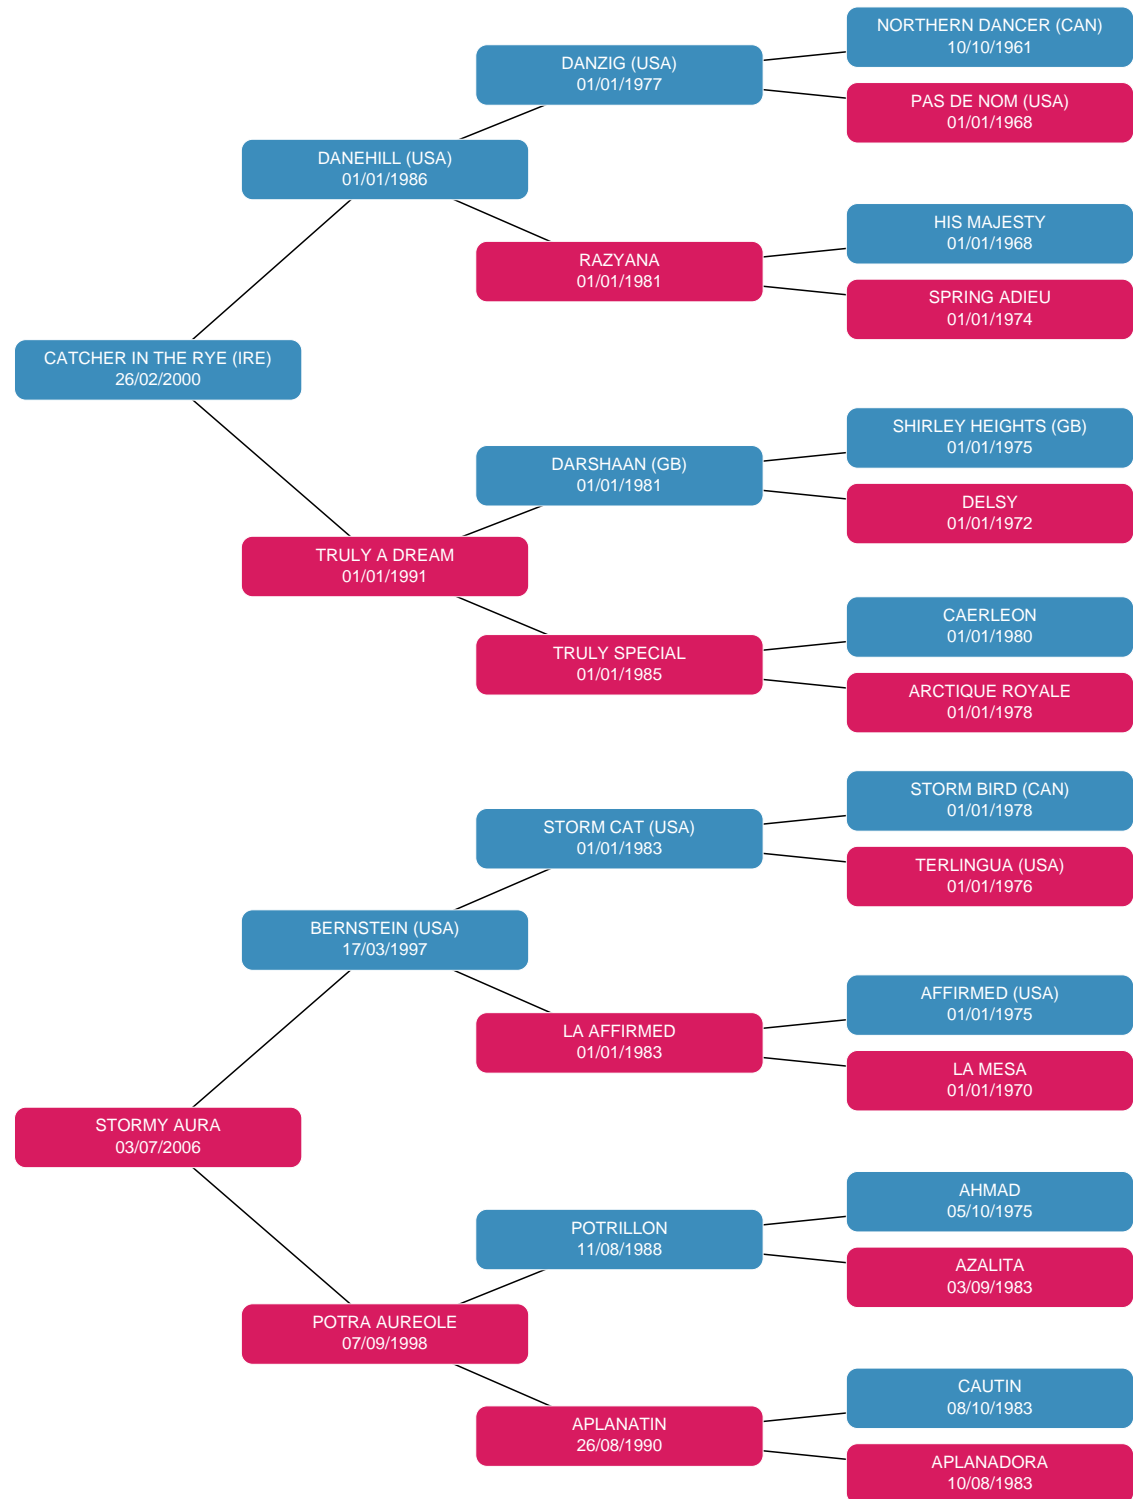 NORTHERN DANCER (CAN)
10/10/1961
DANZIG (USA)
01/01/1977
PAS DE NOM (USA)
01/01/1968
DANEHILL (USA)
01/01/1986
HIS MAJESTY
01/01/1968
RAZYANA
01/01/1981
SPRING ADIEU
01/01/1974
CATCHER IN THE RYE (IRE)
26/02/2000
SHIRLEY HEIGHTS (GB)
01/01/1975
DARSHAAN (GB)
01/01/1981
DELSY
01/01/1972
TRULY A DREAM
01/01/1991
CAERLEON
01/01/1980
TRULY SPECIAL
01/01/1985
ARCTIQUE ROYALE
01/01/1978
STORM BIRD (CAN)
01/01/1978
STORM CAT (USA)
01/01/1983
TERLINGUA (USA)
01/01/1976
BERNSTEIN (USA)
17/03/1997
AFFIRMED (USA)
01/01/1975
LA AFFIRMED
01/01/1983
LA MESA
01/01/1970
STORMY AURA
03/07/2006
AHMAD
05/10/1975
POTRILLON
11/08/1988
AZALITA
03/09/1983
POTRA AUREOLE
07/09/1998
CAUTIN
08/10/1983
APLANATIN
26/08/1990
APLANADORA
10/08/1983